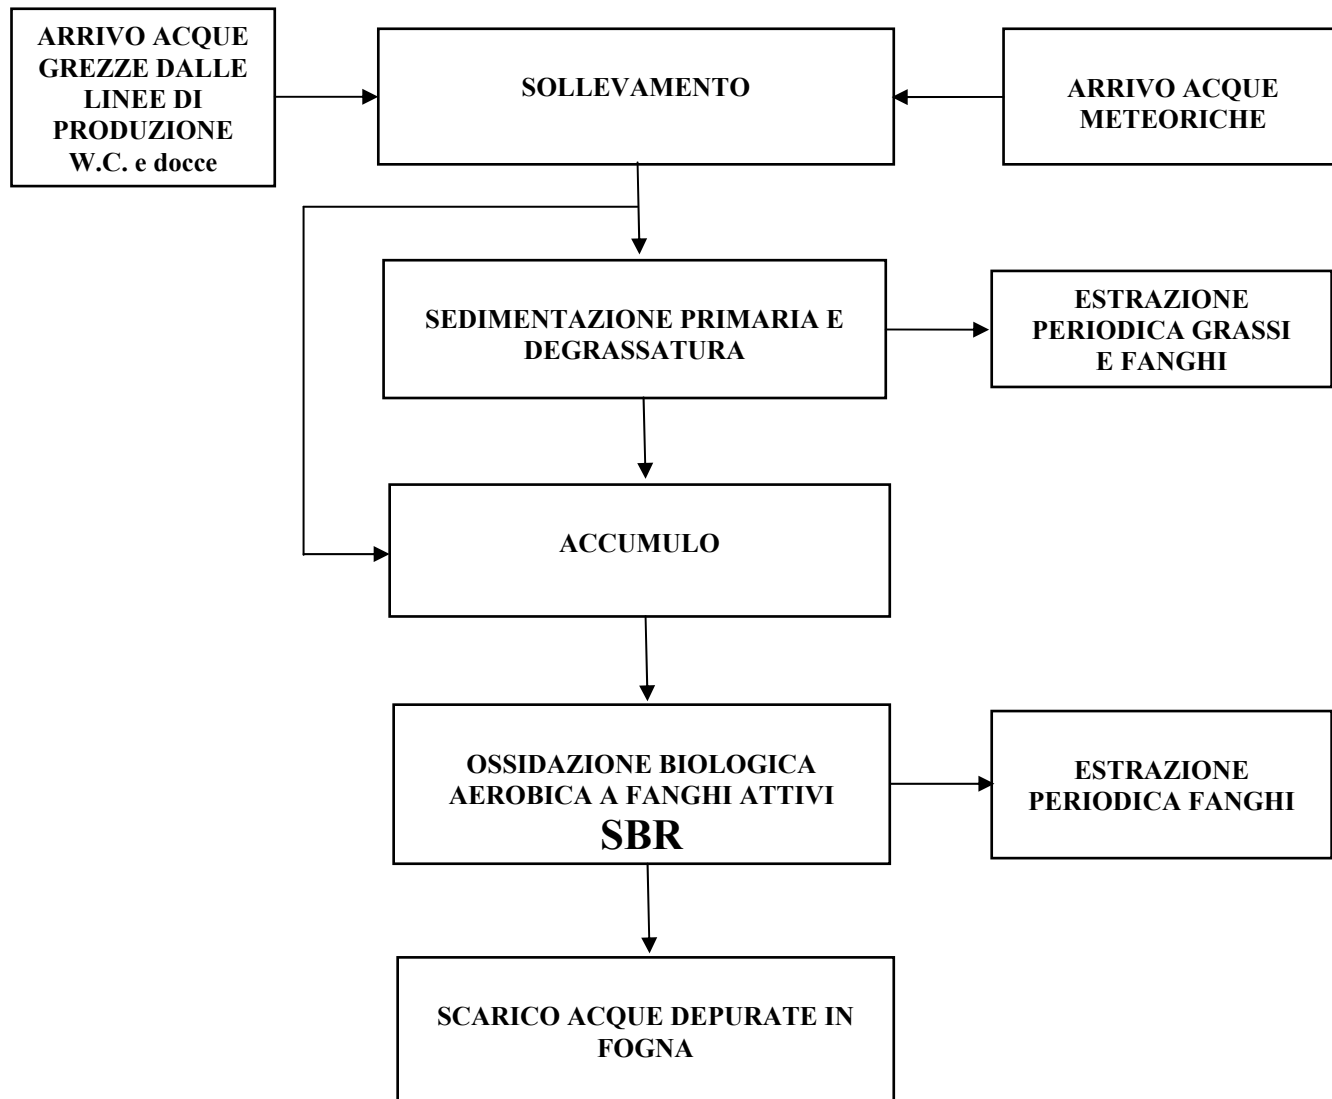 ARRIVO ACQUE
GREZZE DALLE
LINEE DI
PRODUZIONE
W.C. e docce
SOLLEVAMENTO
ARRIVO ACQUE
METEORICHE
SEDIMENTAZIONE PRIMARIA E
DEGRASSATURA
ESTRAZIONE
PERIODICA GRASSI
E FANGHI
ACCUMULO
OSSIDAZIONE BIOLOGICA
AEROBICA A FANGHI ATTIVI
SBR
ESTRAZIONE
PERIODICA FANGHI
SCARICO ACQUE DEPURATE IN
FOGNA